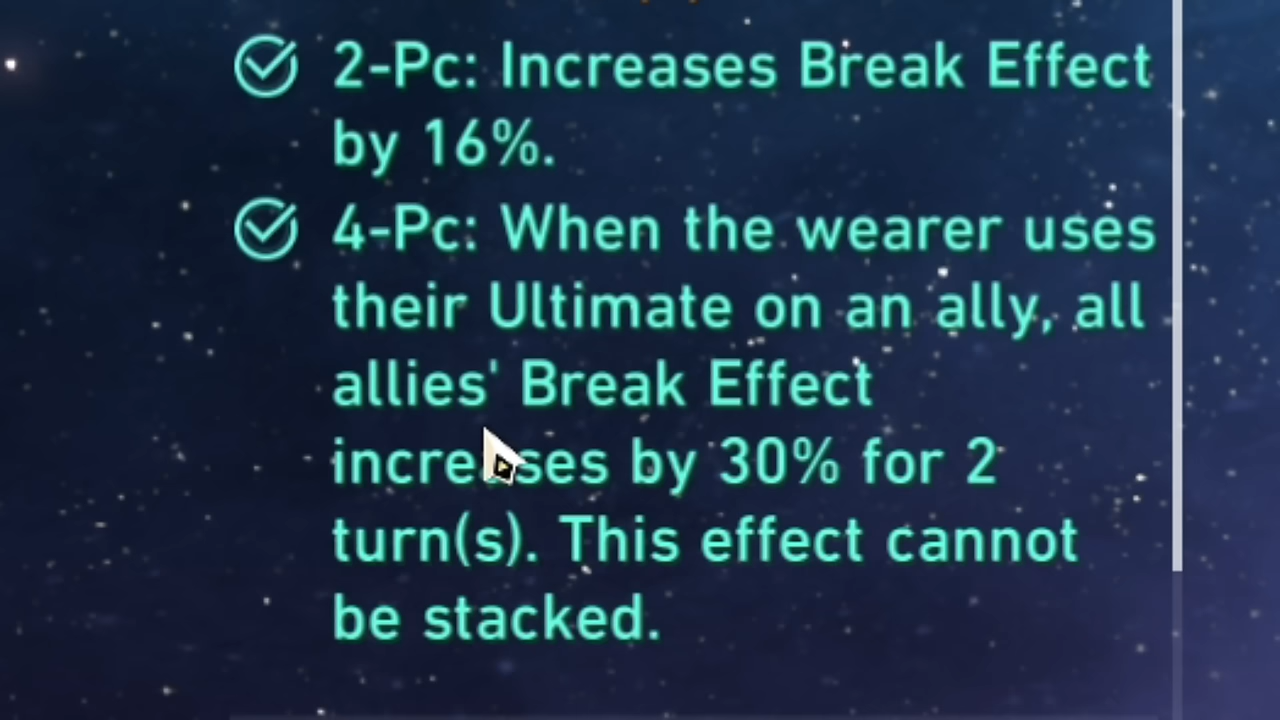 2-Pc: Increases Break Effect
by 16%.
4-Pc: When the wearer uses
their Ultimate on an ally, all
allies' Break Effect
increases by 30% for 2
turn(s). This effect cannot
be stacked.